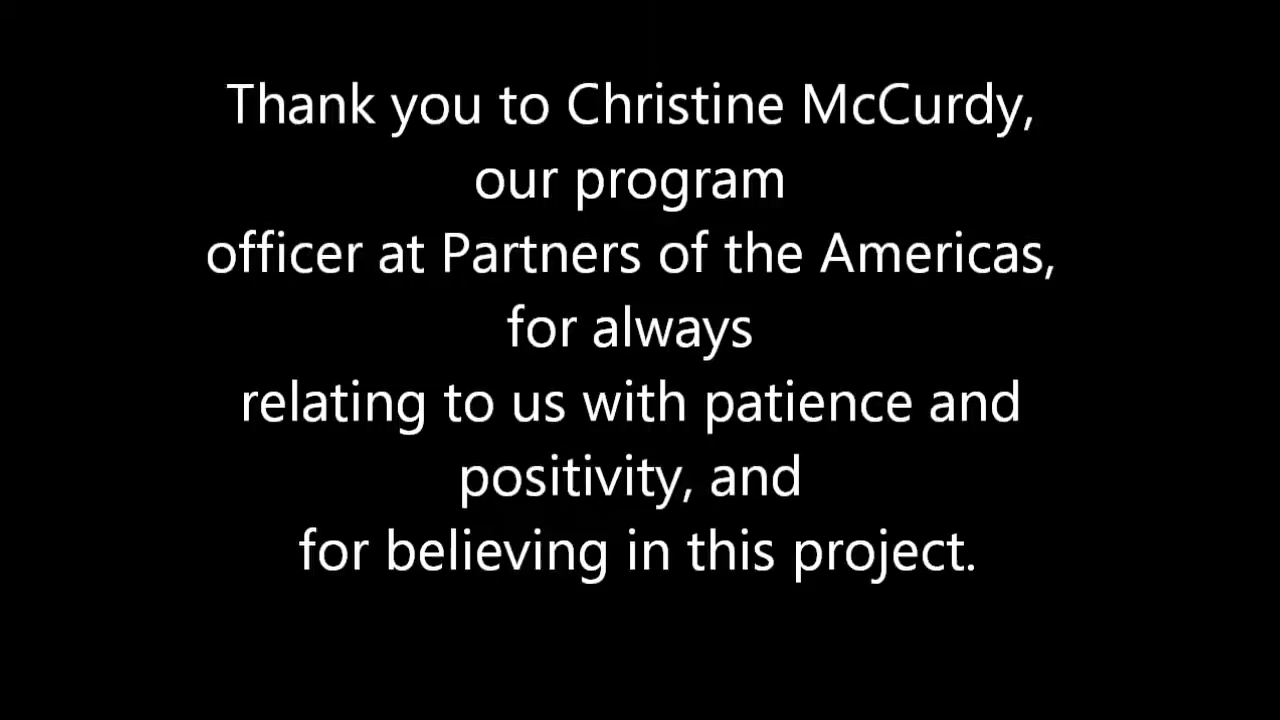 Thank you to Christine McCurdy,
our program
officer at Partners of the Americas,
for always
relating to us with patience and
positivity, and
for believing in this project.